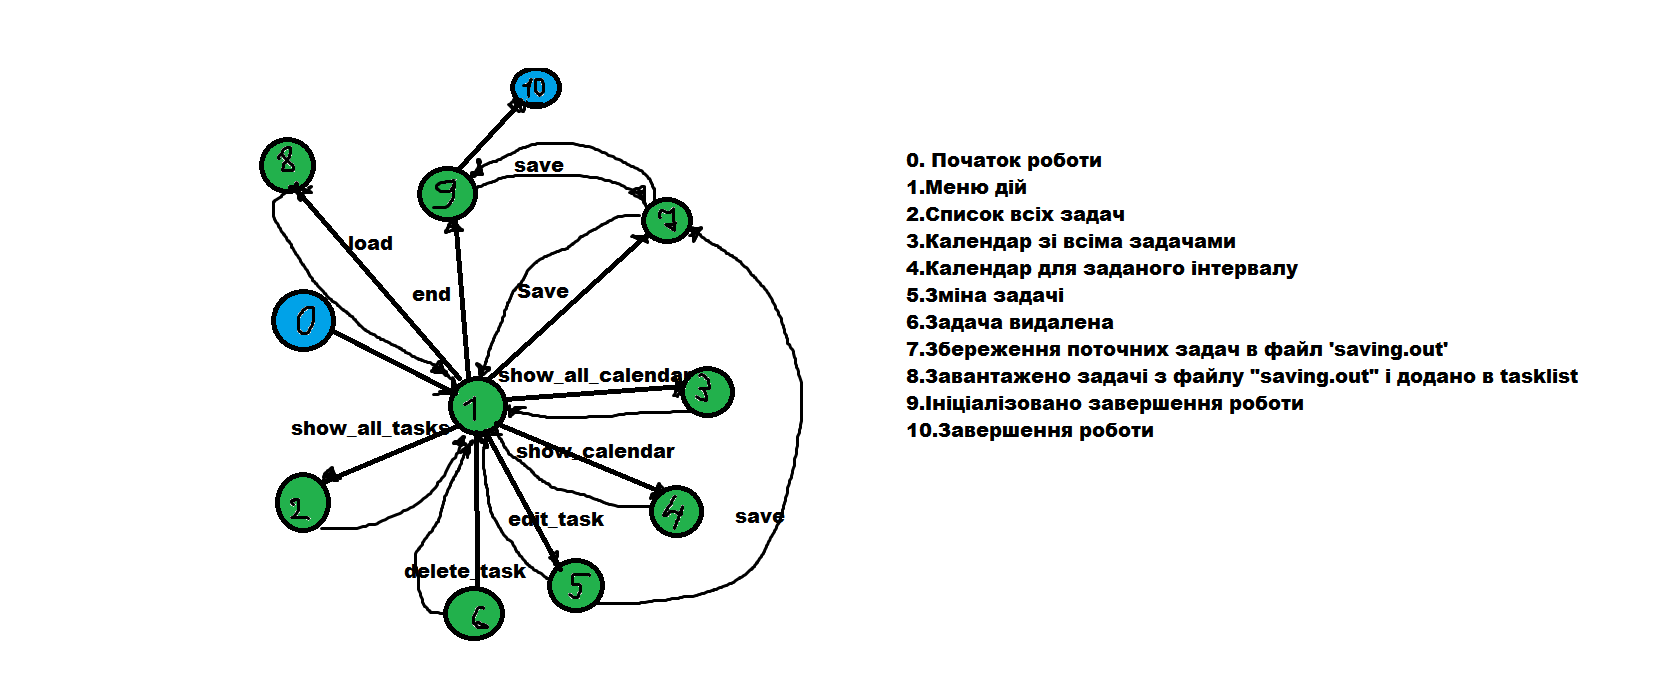 10
8
save
9
7
load
end
Save
0
show_all_calendar
3
1
show_all_tasks
show_calendar
2
4
edit_task
save
delete_task
5
6
0. Початок роботи
1.Меню дій
2.Список всіх задач
3.Календар зі всіма задачами
4.Календар для заданого інтервалу
5.Зміна задачі
6.Задача видалена
7.Збереження поточних задач в файл 'saving.out'
8.Завантажено задачі з файлу "saving.out" і додано в tasklist
9.Ініціалізовано завершення роботи
10.Завершення роботи